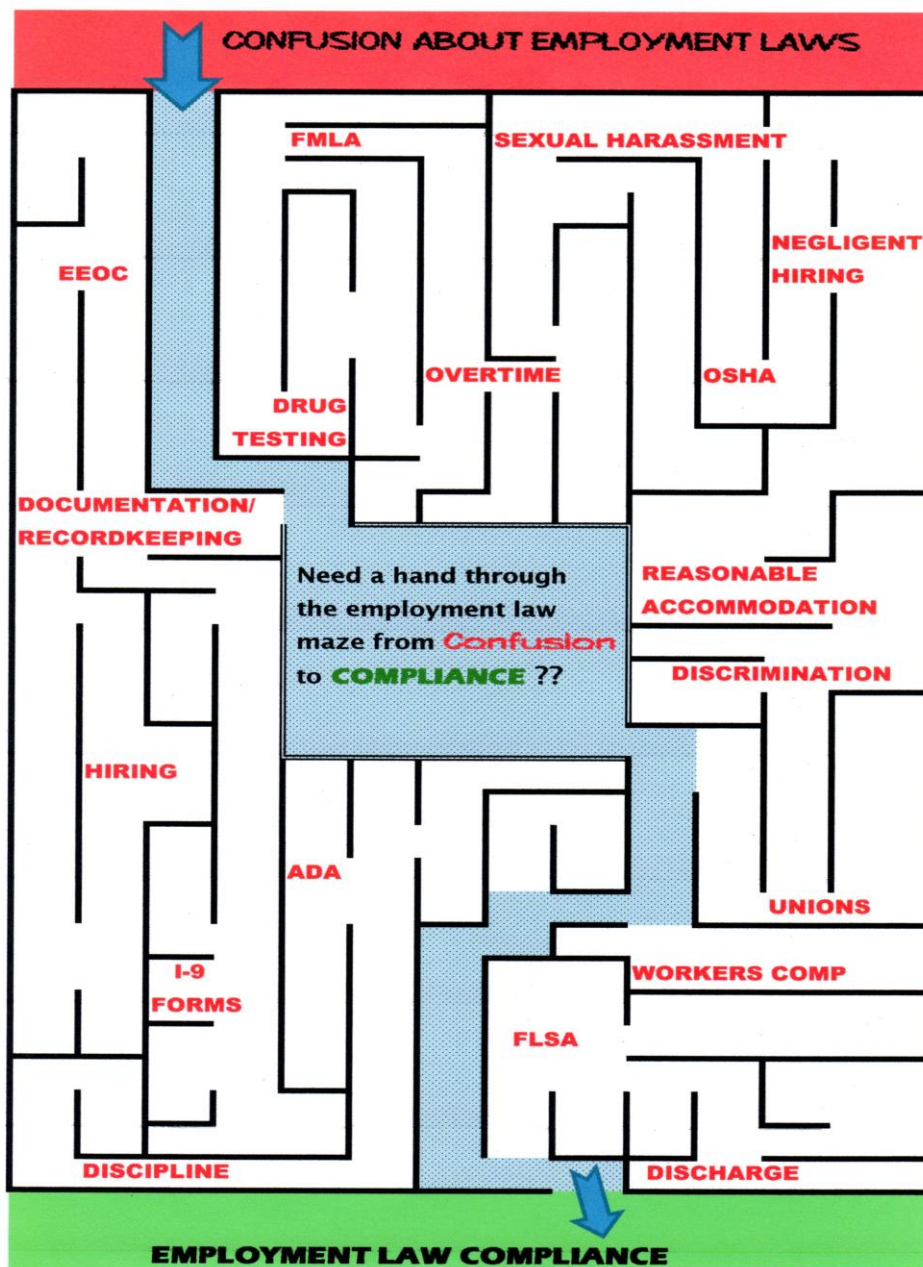 CONFUSION ABOUT EMPLOYMENT LAWS
FMLA
SEXUAL HARASSMENT
NEGLIGENT
HIRING
EEOC
OVERTIME
OSHA
DRUG
TESTING
DOCUMENTATION/
RECORDKEEPING
Need a hand through
the employment law
maze from Confusion
to COMPLIANCE ??
REASONABLE
ACCOMMODATION
DISCRIMINATION
HIRING
ADA
UNIONS
I-9
FORMS
WORKERS COMP
FLSA
DISCIPLINE
DISCHARGE
EMPLOYMENT LAW COMPLIANCE